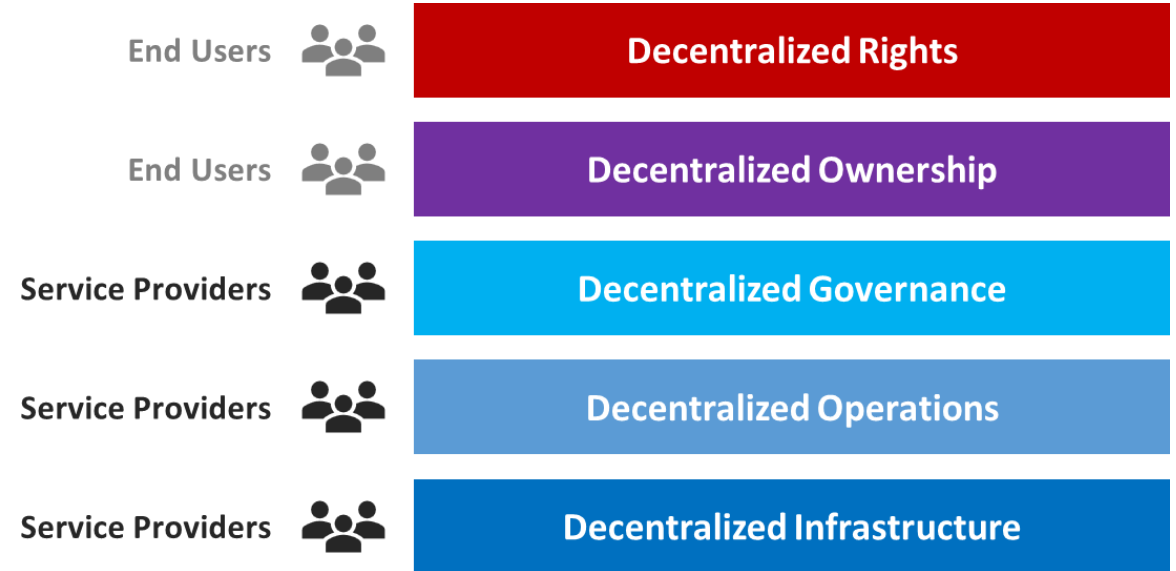 End Users Decentralized Rights
End Users Decentralized Ownership
Service Providers Decentralized Governance
Service Providers Decentralized Operations
Service Providers Decentralized Infrastructure